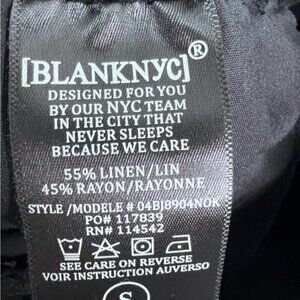 [BLANKNYC]®
DESIGNED FOR YOU
BY OUR NYC TEAM
IN THE CITY THAT
NEVER SLEEPS
BECAUSE WE CARE
55% LINEN/LIN
45% RAYON/RAYONNE
STYLE /MODELE # 04BJ8904NOK
PO# 117839
RN# 114542
SEE CARE ON REVERSE
VOIR INSTRUCTION AUVERSO
S